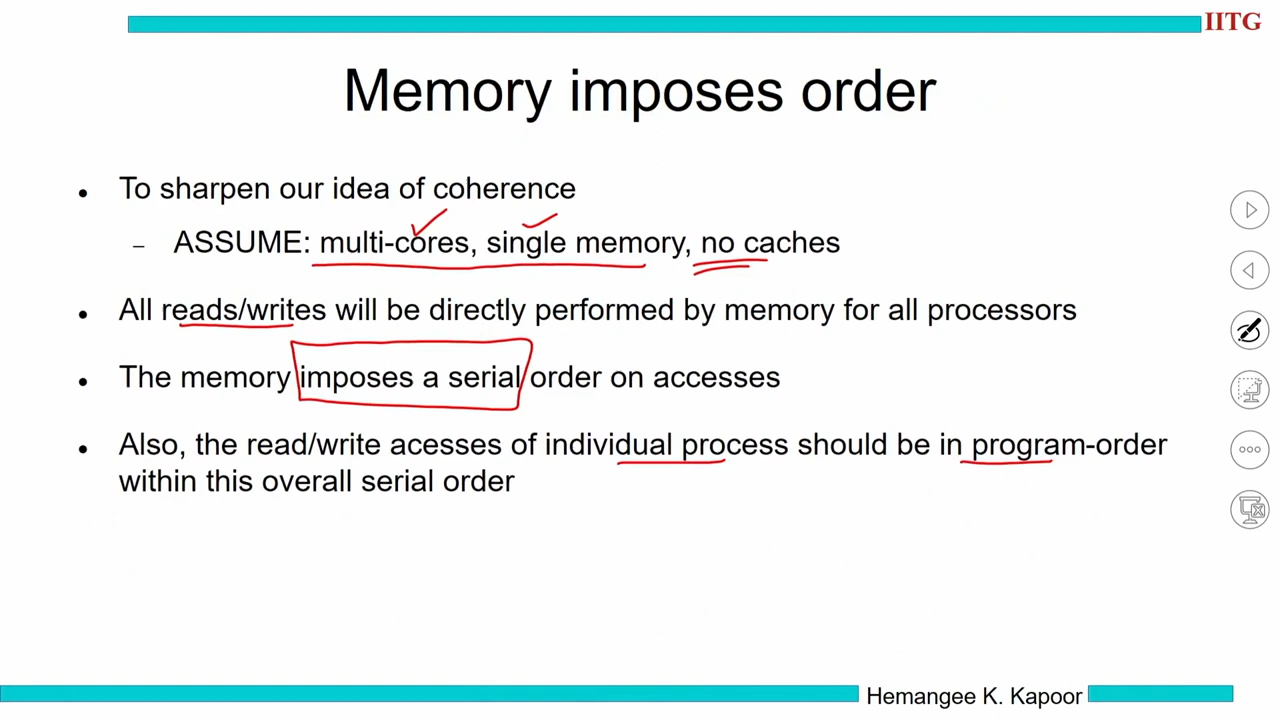 IITG
Memory imposes order
• To sharpen our idea of coherence
– ASSUME: multi-cores, single memory, no caches
• All reads/writes will be directly performed by memory for all processors
• The memory imposes a serial order on accesses
• Also, the read/write acesses of individual process should be in program-order
within this overall serial order
Hemangee K. Kapoor